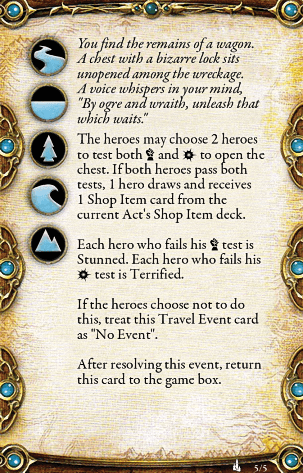 You find the remains of a wagon.
A chest with a bizarre lock sits
unopened among the wreckage.
A voice whispers in your mind,
"By ogre and wraith, unleash that
which waits."
The heroes may choose 2 heroes
to test both and to open the
chest. If both heroes pass both
tests, 1 hero draws and receives
1 Shop Item card from the
current Act's Shop Item deck.
Each hero who fails his test is
Stunned. Each hero who fails his
test is Terrified.
If the heroes choose not to do
this, treat this Travel Event card
as "No Event".
After resolving this event, return
this card to the game box.
5/5